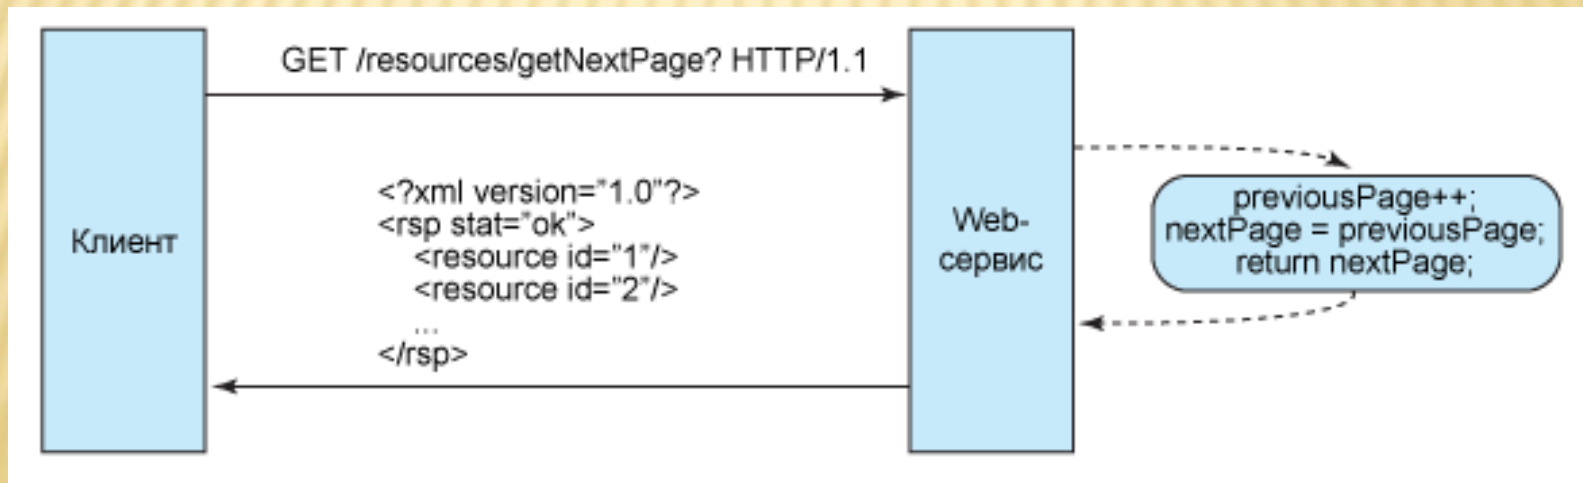 GET /resources/getNextPage? HTTP/1.1
<?xml version=”1.0”?>
<rsp stat=”ok”>
<resource id=”1”/>
<resource id=”2”/>
...
</rsp>
Клиент
Web-
сервис
previousPage++;
nextPage = previousPage;
return nextPage;